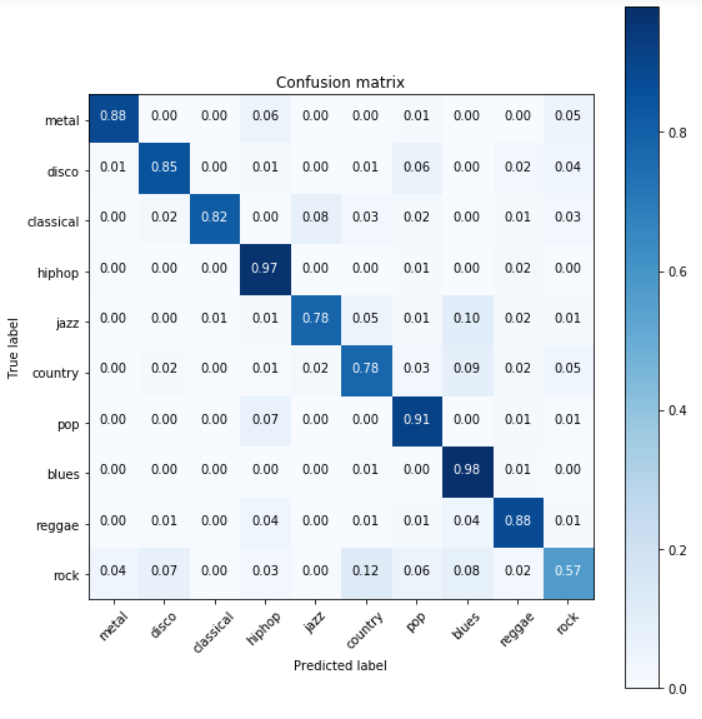 Confusion matrix
metal 0.88 0.00 0.00 0.06 0.00 0.00 0.01 0.00 0.00 0.05
disco 0.01 0.85 0.00 0.01 0.00 0.01 0.06 0.00 0.02 0.04
classical 0.00 0.02 0.82 0.00 0.08 0.03 0.02 0.00 0.01 0.03
hiphop 0.00 0.00 0.00 0.97 0.00 0.00 0.01 0.00 0.02 0.00
jazz 0.00 0.00 0.01 0.01 0.78 0.05 0.01 0.10 0.02 0.01
country 0.00 0.02 0.00 0.01 0.02 0.78 0.03 0.09 0.02 0.05
pop 0.00 0.00 0.00 0.07 0.00 0.00 0.91 0.00 0.01 0.01
blues 0.00 0.00 0.00 0.00 0.00 0.01 0.00 0.98 0.01 0.00
reggae 0.00 0.01 0.00 0.04 0.00 0.01 0.01 0.04 0.88 0.01
rock 0.04 0.07 0.00 0.03 0.00 0.12 0.06 0.08 0.02 0.57
True label
metal disco classical hiphop jazz country pop blues reggae rock
Predicted label
0.8
0.6
0.4
0.2
0.0